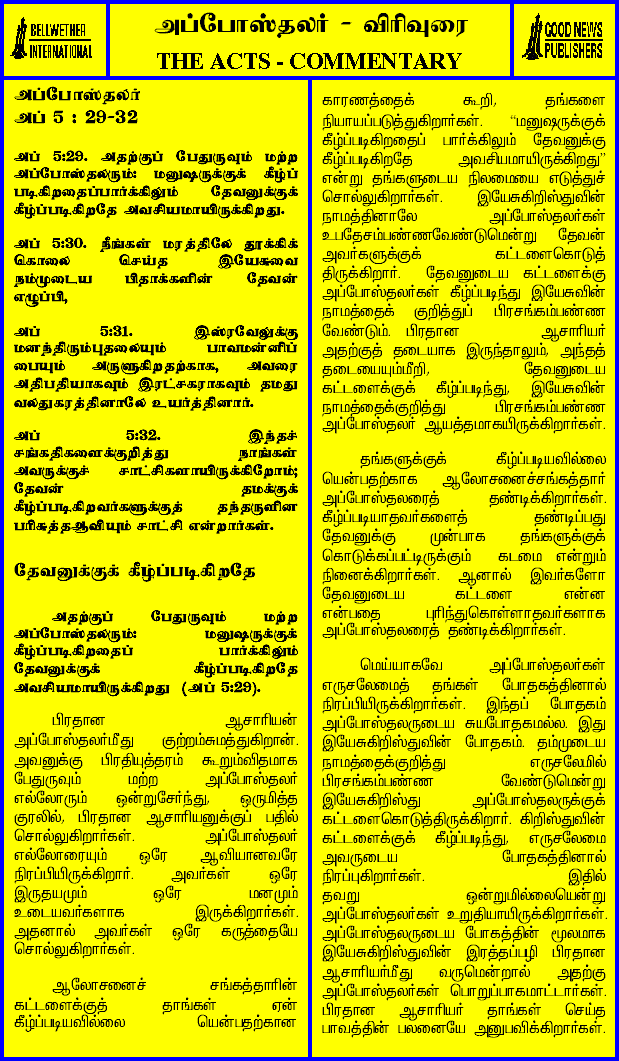 BELLWETHER
INTERNATIONAL
அப்போஸ்தலர் - விரிவுரை
THE ACTS - COMMENTARY
GOOD NEWS
PUBLISHERS
அப்போஸ்தலர்
அப் 5 : 29-32
அப் 5:29. அதற்குப் பேதுருவும் மற்ற
அப்போஸ்தலரும்: மனுஷருக்குக் கீழ்ப்
படிகிறதைப்பார்க்கிலும் தேவனுக்குக்
கீழ்ப்படிகிறதே அவசியமாயிருக்கிறது.
அப் 5:30. நீங்கள் மரத்திலே தூக்கிக்
கொலை செய்த இயேசுவை
நம்முடைய பிதாக்களின் தேவன்
எழுப்பி,
அப் 5:31. இஸ்ரவேலுக்கு
மனந்திரும்புதலையும் பாவமன்னிப்
பையும் அருளுகிறதற்காக, அவரை
அதிபதியாகவும் இரட்சகராகவும் தமது
வலதுகரத்தினாலே உயர்த்தினார்.
அப் 5:32. இந்தச்
சங்கதிகளைக்குறித்து நாங்கள்
அவருக்குச் சாட்சிகளாயிருக்கிறோம்;
தேவன் தமக்குக்
கீழ்ப்படிகிறவர்களுக்குத் தந்தருளின
பரிசுத்தஆவியும் சாட்சி என்றார்கள்.
தேவனுக்குக் கீழ்ப்படிகிறதே
அதற்குப் பேதுருவும் மற்ற
அப்போஸ்தலரும்: மனுஷருக்குக்
கீழ்ப்படிகிறதைப் பார்க்கிலும்
தேவனுக்குக் கீழ்ப்படிகிறதே
அவசியமாயிருக்கிறது (அப் 5:29).
பிரதான ஆசாரியன்
அப்போஸ்தலர்மீது குற்றம்சுமத்துகிறான்.
அவனுக்கு பிரதியுத்தரம் கூறும்விதமாக
பேதுருவும் மற்ற அப்போஸ்தலர்
எல்லோரும் ஒன்றுசேர்ந்து, ஒருமித்த
குரலில், பிரதான ஆசாரியனுக்குப் பதில்
சொல்லுகிறார்கள். அப்போஸ்தலர்
எல்லோரையும் ஒரே ஆவியானவரே
நிரப்பியிருக்கிறார். அவர்கள் ஒரே
இருதயமும் ஒரே மனமும்
உடையவர்களாக இருக்கிறார்கள்.
அதனால் அவர்கள் ஒரே கருத்தையே
சொல்லுகிறார்கள்.
ஆலோசனைச் சங்கத்தாரின்
கட்டளைக்குத் தாங்கள் ஏன்
கீழ்ப்படியவில்லை யென்பதற்கான
காரணத்தைக் கூறி, தங்களை
நியாயப்படுத்துகிறார்கள். “மனுஷருக்குக்
கீழ்ப்படிகிறதைப் பார்க்கிலும் தேவனுக்கு
கீழ்ப்படிகிறதே அவசியமாயிருக்கிறது”
என்று தங்களுடைய நிலமையை எடுத்துச்
சொல்லுகிறார்கள். இயேசுகிறிஸ்துவின்
நாமத்தினாலே அப்போஸ்தலர்கள்
உபதேசம்பண்ணவேண்டுமென்று தேவன்
அவர்களுக்குக் கட்டளைகொடுத்
திருக்கிறார். தேவனுடைய கட்டளைக்கு
அப்போஸ்தலர்கள் கீழ்ப்படிந்து இயேசுவின்
நாமத்தைக் குறித்துப் பிரசங்கம்பண்ண
வேண்டும். பிரதான ஆசாரியர்
அதற்குத் தடையாக இருந்தாலும், அந்தத்
தடையையும்மீறி, தேவனுடைய
கட்டளைக்குக் கீழ்ப்படிந்து, இயேசுவின்
நாமத்தைக்குறித்து பிரசங்கம்பண்ண
அப்போஸ்தலர் ஆயத்தமாகயிருக்கிறார்கள்.
தங்களுக்குக் கீழ்ப்படியவில்லை
யென்பதற்காக ஆலோசனைச்சங்கத்தார்
அப்போஸ்தலரைத் தண்டிக்கிறார்கள்.
கீழ்ப்படியாதவர்களைத் தண்டிப்பது
தேவனுக்கு முன்பாக தங்களுக்குக்
கொடுக்கப்பட்டிருக்கும் கடமை என்றும்
நினைக்கிறார்கள். ஆனால் இவர்களோ
தேவனுடைய கட்டளை என்ன
என்பதை புரிந்துகொள்ளாதவர்களாக
அப்போஸ்தலரைத் தண்டிக்கிறார்கள்.
மெய்யாகவே அப்போஸ்தலர்கள்
எருசலேமைத் தங்கள் போதகத்தினால்
நிரப்பியிருக்கிறார்கள். இந்தப் போதகம்
அப்போஸ்தலருடைய சுயபோதகமல்ல. இது
இயேசுகிறிஸ்துவின் போதகம். தம்முடைய
நாமத்தைக்குறித்து எருசலேமில்
பிரசங்கம்பண்ண வேண்டுமென்று
இயேசுகிறிஸ்து அப்போஸ்தலருக்குக்
கட்டளைகொடுத்திருக்கிறார். கிறிஸ்துவின்
கட்டளைக்குக் கீழ்ப்படிந்து, எருசலேமை
அவருடைய போதகத்தினால்
நிரப்புகிறார்கள். இதில்
தவறு ஒன்றுமில்லையென்று
அப்போஸ்தலர்கள் உறுதியாயிருக்கிறார்கள்.
அப்போஸ்தலருடைய போகத்தின் மூலமாக
இயேசுகிறிஸ்துவின் இரத்தப்பழி பிரதான
ஆசாரியர்மீது வருமென்றால் அதற்கு
அப்போஸ்தலர்கள் பொறுப்பாகமாட்டார்கள்.
பிரதான ஆசாரியர் தாங்கள் செய்த
பாவத்தின் பலனையே அனுபவிக்கிறார்கள்.